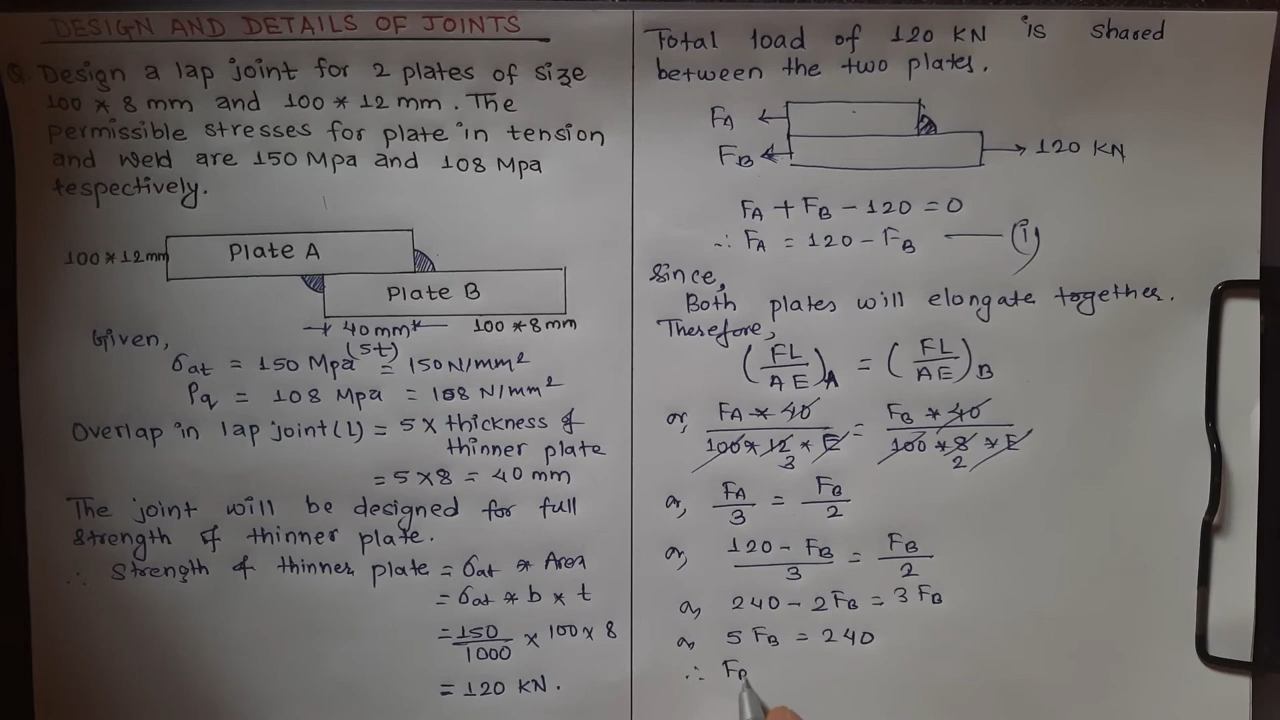 DESIGN AND DETAILS OF JOINTS
Q. Design a lap joint for 2 plates of size
100 * 8 mm and 100 * 12 mm. The
permissible stresses for plate in tension
and weld are 150 Mpa and 108 Mpa
respectively.
Plate A
100 * 12 mm
Plate B
40 mm
100 * 8 mm
(5t)
Given,
σat = 150 Mpa = 150 N/mm²
Pq = 108 Mpa = 108 N/mm²
Overlap in lap joint (L) = 5 × thickness of
thinner plate
= 5 × 8 = 40 mm
The joint will be designed for full
strength of thinner plate.
∴ Strength of thinner plate = σat * Area
= σat * b * t
= 150/1000 × 100 × 8
= 120 KN.
Total load of 120 KN is shared
between the two plates.
FA
FB
120 KN
FA + FB - 120 = 0
∴ FA = 120 - FB — (i)
Since,
Both plates will elongate together.
Therefore,
(FL/AE)A = (FL/AE)B
or, FA * 40 / 100 * 12 * E = FB * 40 / 100 * 8 * E
3 2
or, FA/3 = FB/2
or, 120 - FB / 3 = FB/2
or, 240 - 2FB = 3FB
or, 5FB = 240
∴ FB